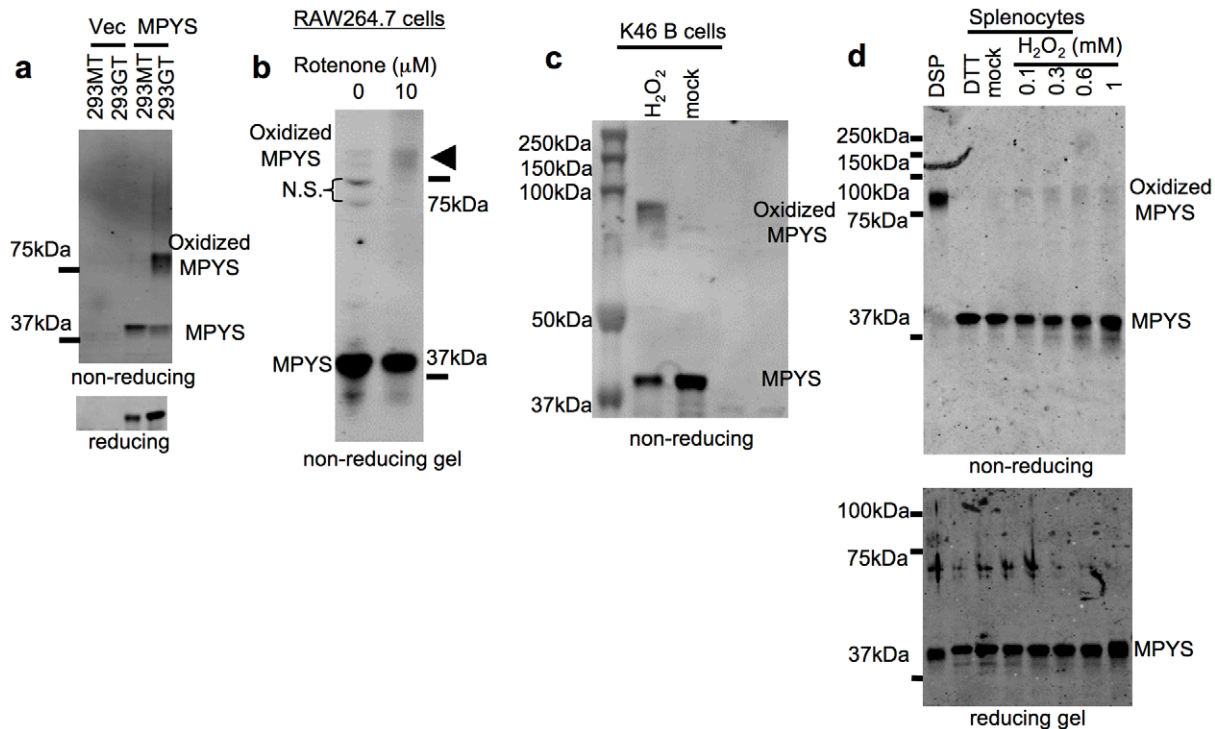 a
Vec MPYS
293MT
293GT
293MT
293GT
75kDa
Oxidized
MPYS
37kDa
MPYS
non-reducing
reducing
RAW264.7 cells
b
Rotenone (μM)
0 10
Oxidized
MPYS
N.S.
75kDa
MPYS
37kDa
non-reducing gel
K46 B cells
c
H2O2
mock
250kDa
150kDa
100kDa
Oxidized
MPYS
50kDa
MPYS
37kDa
non-reducing
Splenocytes
d
H2O2 (mM)
DSP
DTT
mock
0.1
0.3
0.6
1
250kDa
150kDa
100kDa
75kDa
Oxidized
MPYS
37kDa
MPYS
non-reducing
100kDa
75kDa
37kDa
MPYS
reducing gel